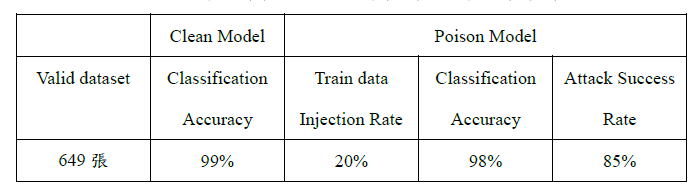 Clean Model Poison Model
Valid dataset Classification Accuracy Train data Injection Rate Classification Accuracy Attack Success Rate
649 張 99% 20% 98% 85%